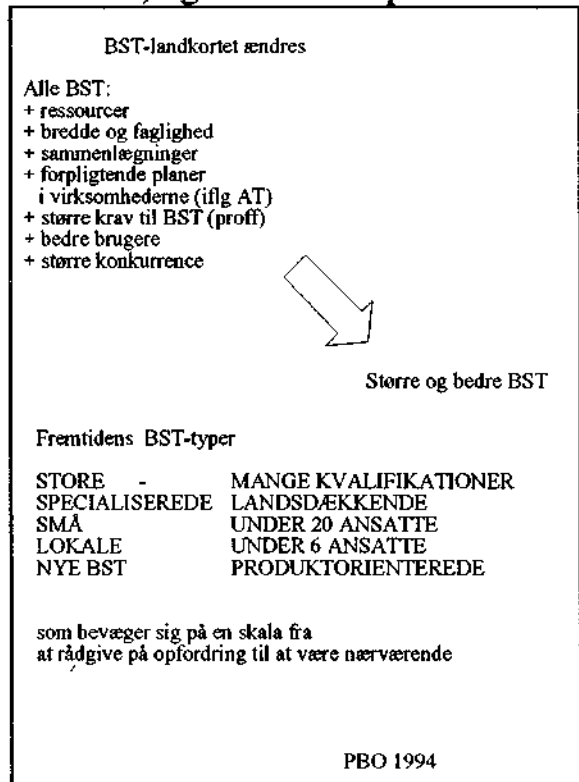 BST-landkortet ændres
Alle BST:
+ ressourcer
+ bredde og faglighed
+ sammenlægninger
+ forpligtende planer
i virksomhederne (iflg AT)
+ større krav til BST (proff)
+ bedre brugere
+ større konkurrence
Større og bedre BST
Fremtidens BST-typer
STORE - MANGE KVALIFIKATIONER
SPECIALISEREDE LANDSDÆKKENDE
SMÅ UNDER 20 ANSATTE
LOKALE UNDER 6 ANSATTE
NYE BST PRODUKTORIENTEREDE
som bevæger sig på en skala fra
at rådgive på opfordring til at være nærværende
PBO 1994